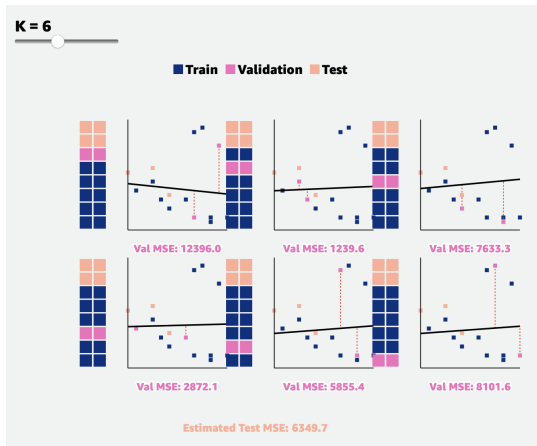 K = 6
Train Validation Test
Val MSE: 12396.0
Val MSE: 1239.6
Val MSE: 7633.3
Val MSE: 2872.1
Val MSE: 5855.4
Val MSE: 8101.6
Estimated Test MSE: 6349.7